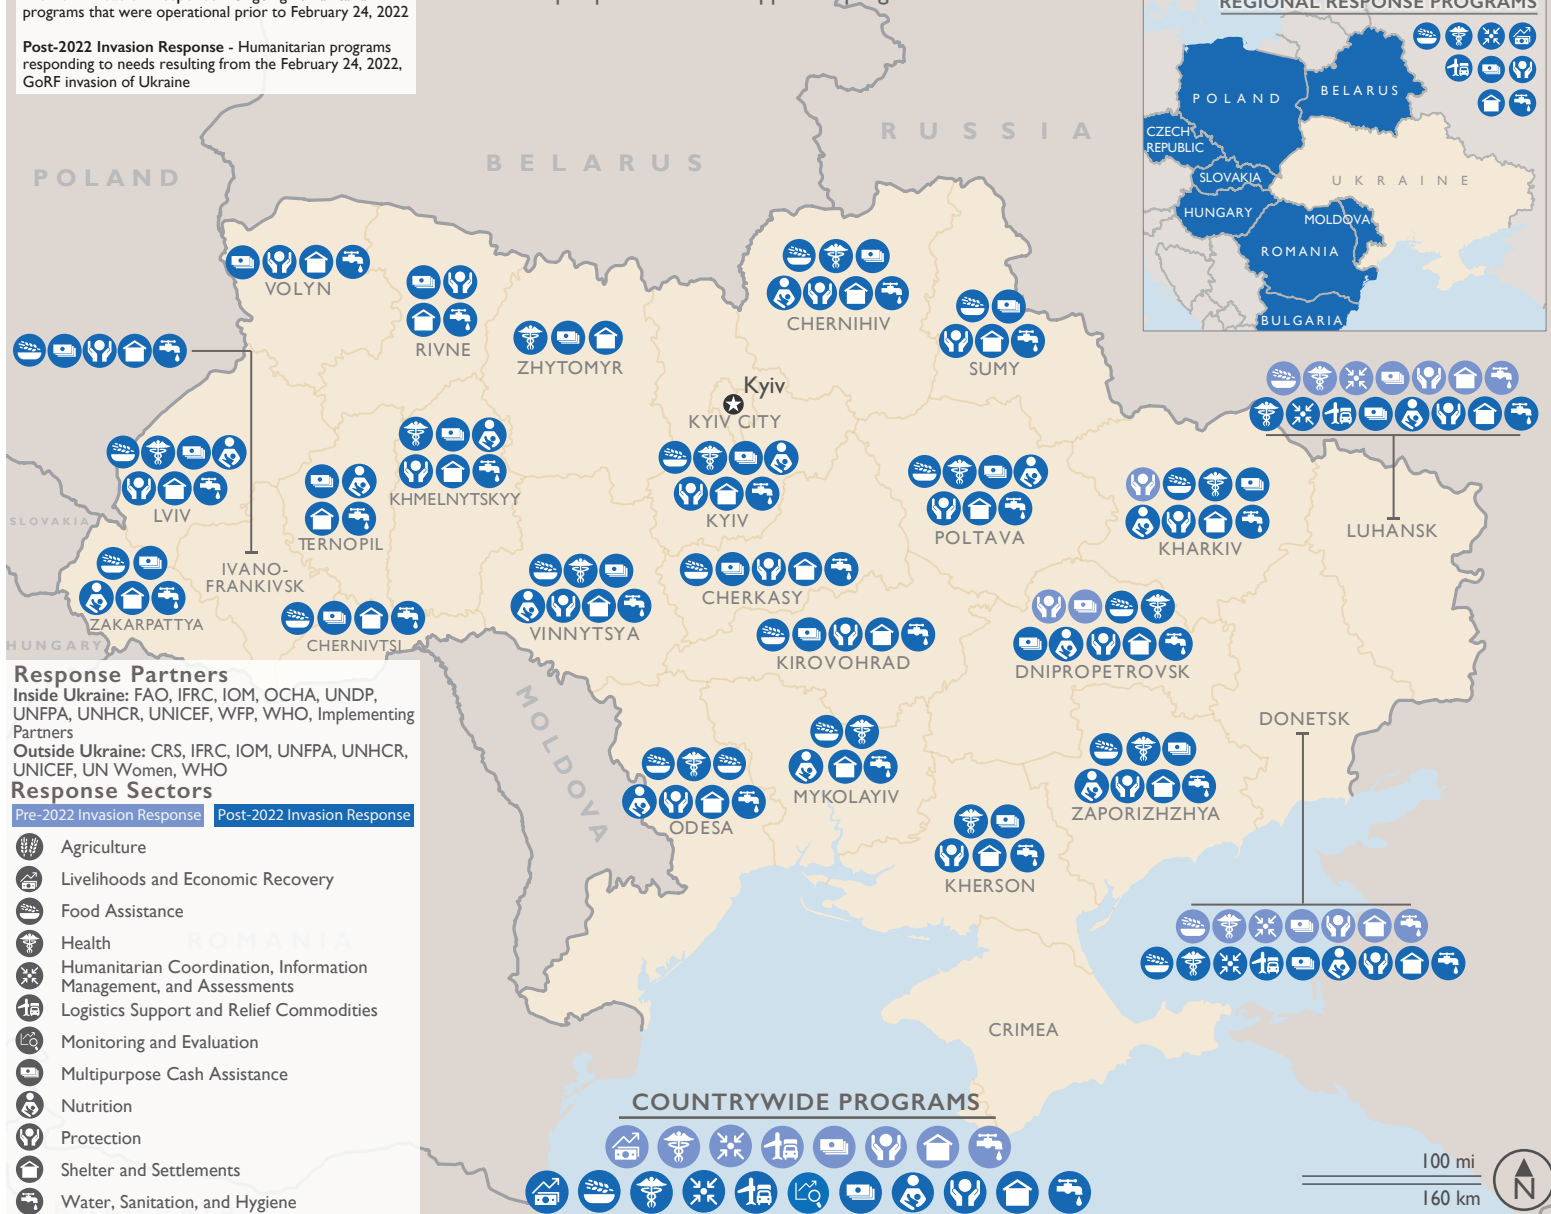 programs that were operational prior to February 24, 2022
Post-2022 Invasion Response - Humanitarian programs
responding to needs resulting from the February 24, 2022,
GoRF invasion of Ukraine
REGIONAL RESPONSE PROGRAMS
POLAND
BELARUS
CZECH
REPUBLIC
SLOVAKIA
UKRAINE
HUNGARY
MOLDOVA
ROMANIA
BULGARIA
RUSSIA
BELARUS
POLAND
VOLYN
RIVNE
ZHYTOMYR
CHERNIHIV
SUMY
Kyiv
KYIV CITY
LVIV
TERNOPIL
KHMELNYTSKYY
KYIV
POLTAVA
KHARKIV
LUHANSK
SLOVAKIA
IVANO-
FRANKIVSK
ZAKARPATTYA
CHERNIVTSI
VINNYTSYA
CHERKASY
KIROVOHRAD
DNIPROPETROVSK
HUNGARY
MOLDOVA
DONETSK
ODESA
MYKOLAYIV
ZAPORIZHZHYA
KHERSON
CRIMEA
Response Partners
Inside Ukraine: FAO, IFRC, IOM, OCHA, UNDP,
UNFPA, UNHCR, UNICEF, WFP, WHO, Implementing
Partners
Outside Ukraine: CRS, IFRC, IOM, UNFPA, UNHCR,
UNICEF, UN Women, WHO
Response Sectors
Pre-2022 Invasion Response Post-2022 Invasion Response
Agriculture
Livelihoods and Economic Recovery
Food Assistance
Health
ROMANIA
Humanitarian Coordination, Information
Management, and Assessments
Logistics Support and Relief Commodities
Monitoring and Evaluation
Multipurpose Cash Assistance
Nutrition
Protection
Shelter and Settlements
Water, Sanitation, and Hygiene
COUNTRYWIDE PROGRAMS
100 mi
160 km
N